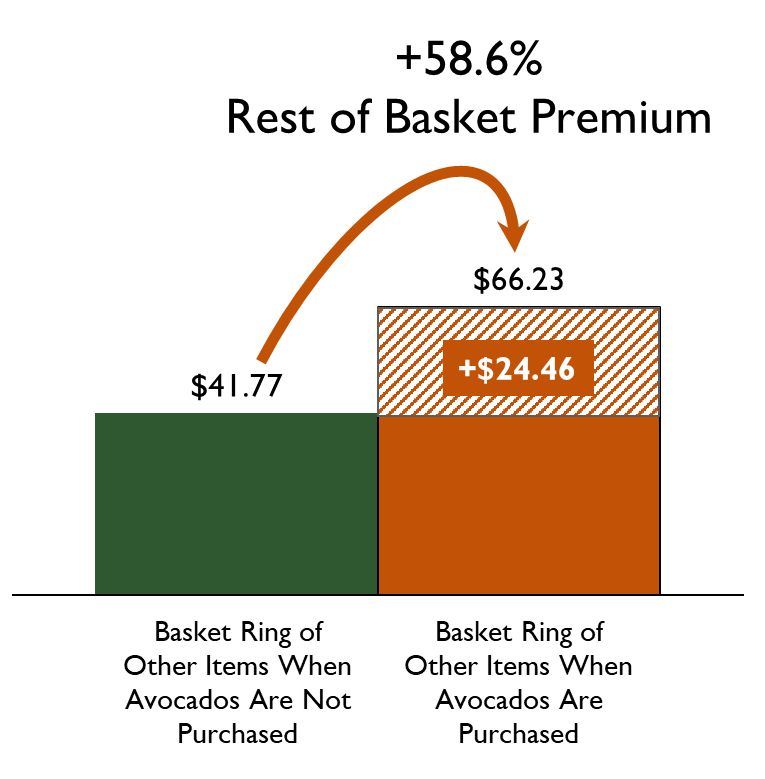 +58.6%
Rest of Basket Premium
$66.23
+$24.46
$41.77
Basket Ring of
Other Items When
Avocados Are Not
Purchased
Basket Ring of
Other Items When
Avocados Are
Purchased